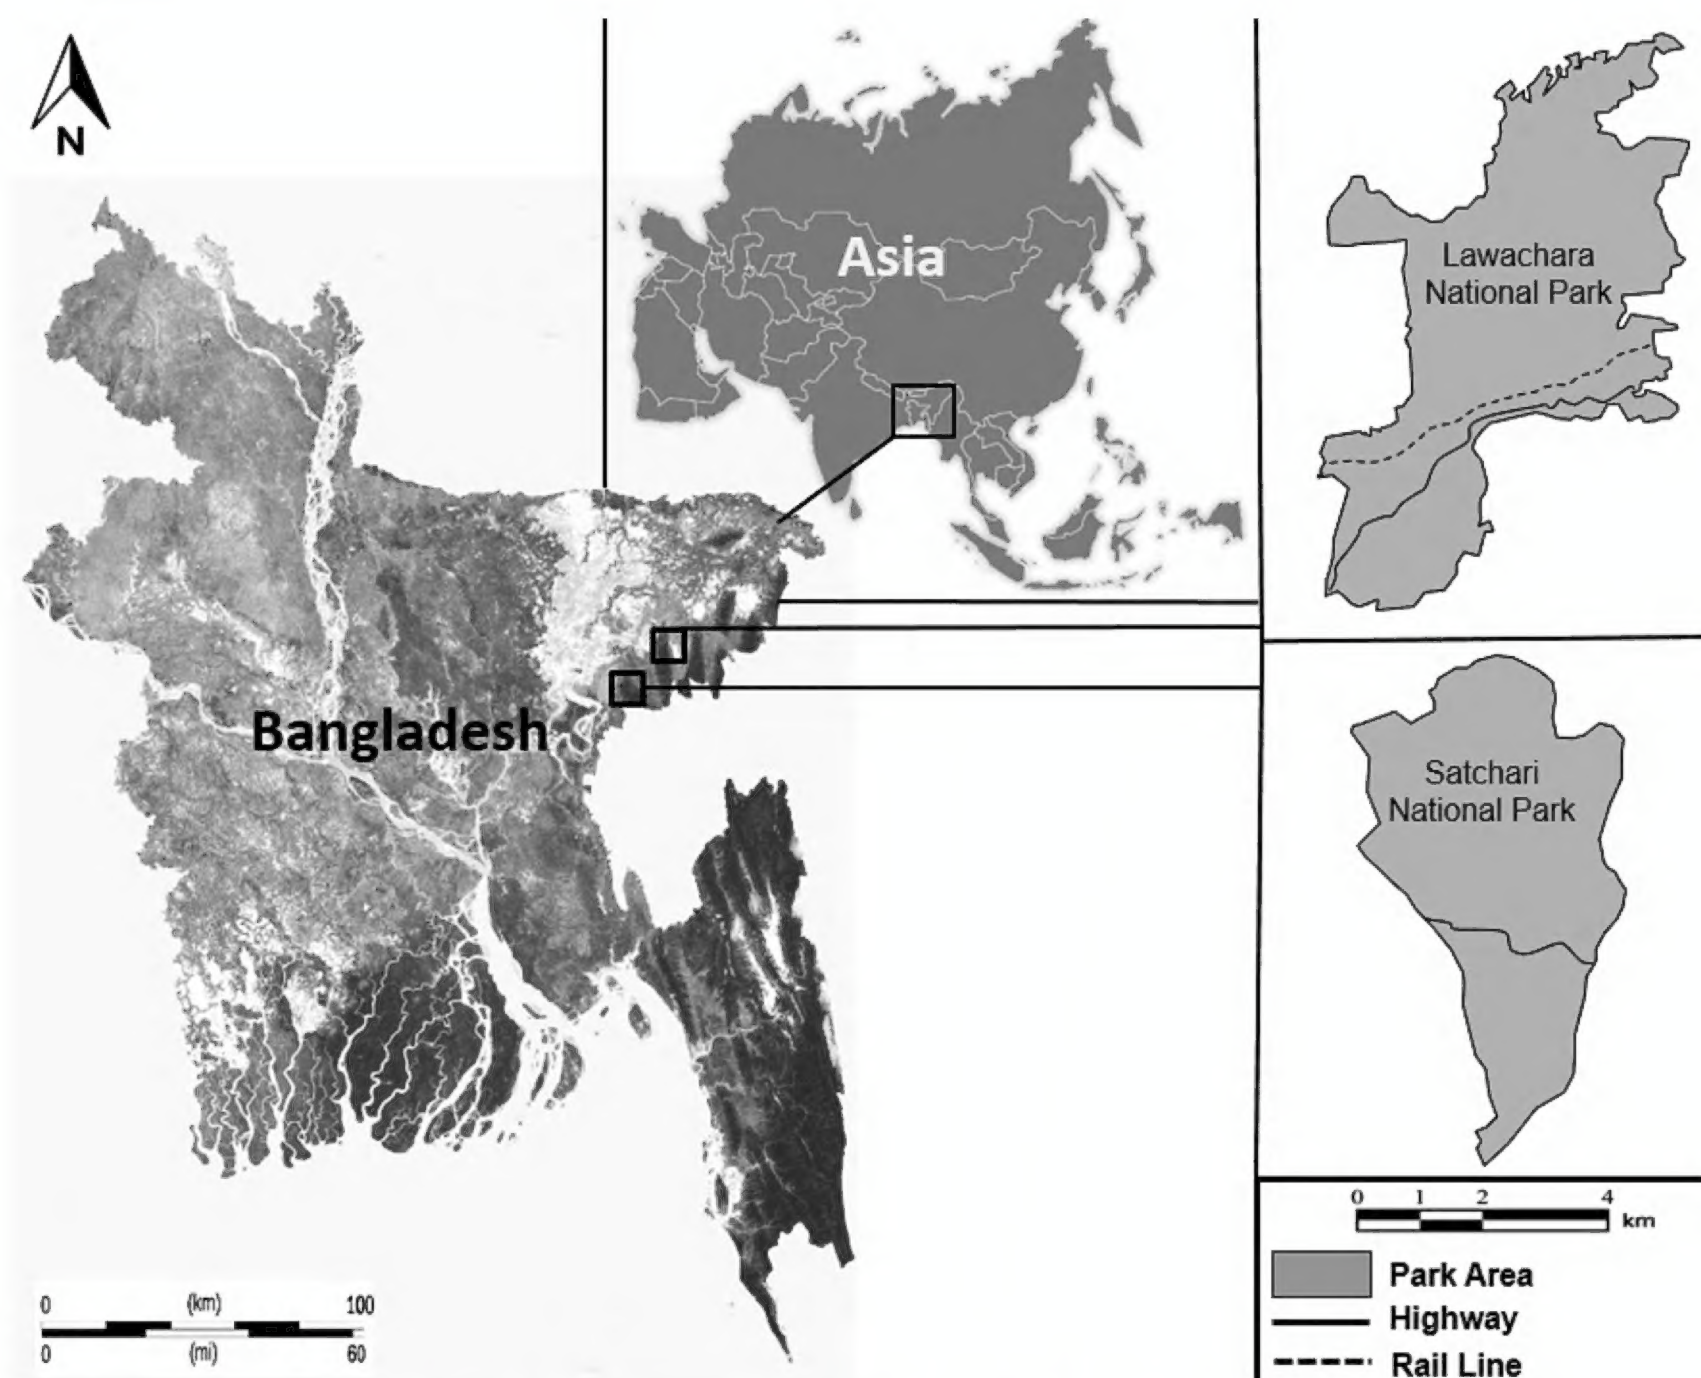 N
Asia
Bangladesh
0 (km) 100
0 (mi) 60
Lawachara
National Park
Satchari
National Park
0 1 2 4
km
Park Area
Highway
Rail Line